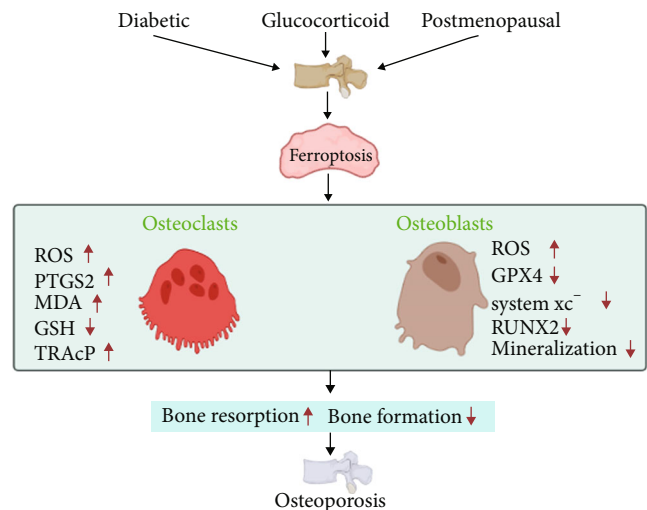 Diabetic Glucocorticoid Postmenopausal
Ferroptosis
Osteoclasts
ROS ↑
PTGS2 ↑
MDA ↑
GSH ↓
TRAcP ↑
Osteoblasts
ROS ↑
GPX4 ↓
system xc⁻ ↓
RUNX2 ↓
Mineralization ↓
Bone resorption ↑ Bone formation ↓
Osteoporosis